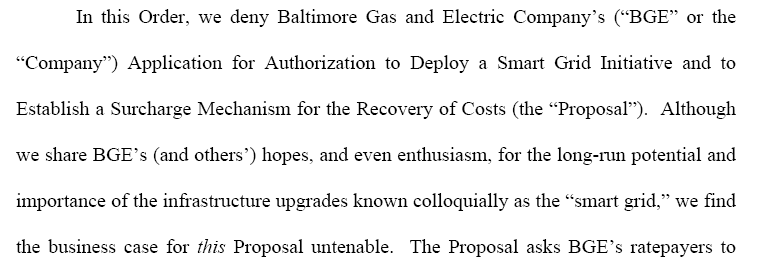 In this Order, we deny Baltimore Gas and Electric Company’s (“BGE” or the
“Company”) Application for Authorization to Deploy a Smart Grid Initiative and to
Establish a Surcharge Mechanism for the Recovery of Costs (the “Proposal”).  Although
we share BGE’s (and others’) hopes, and even enthusiasm, for the long-run potential and
importance of the infrastructure upgrades known colloquially as the “smart grid,” we find
the business case for this Proposal untenable.  The Proposal asks BGE’s ratepayers to